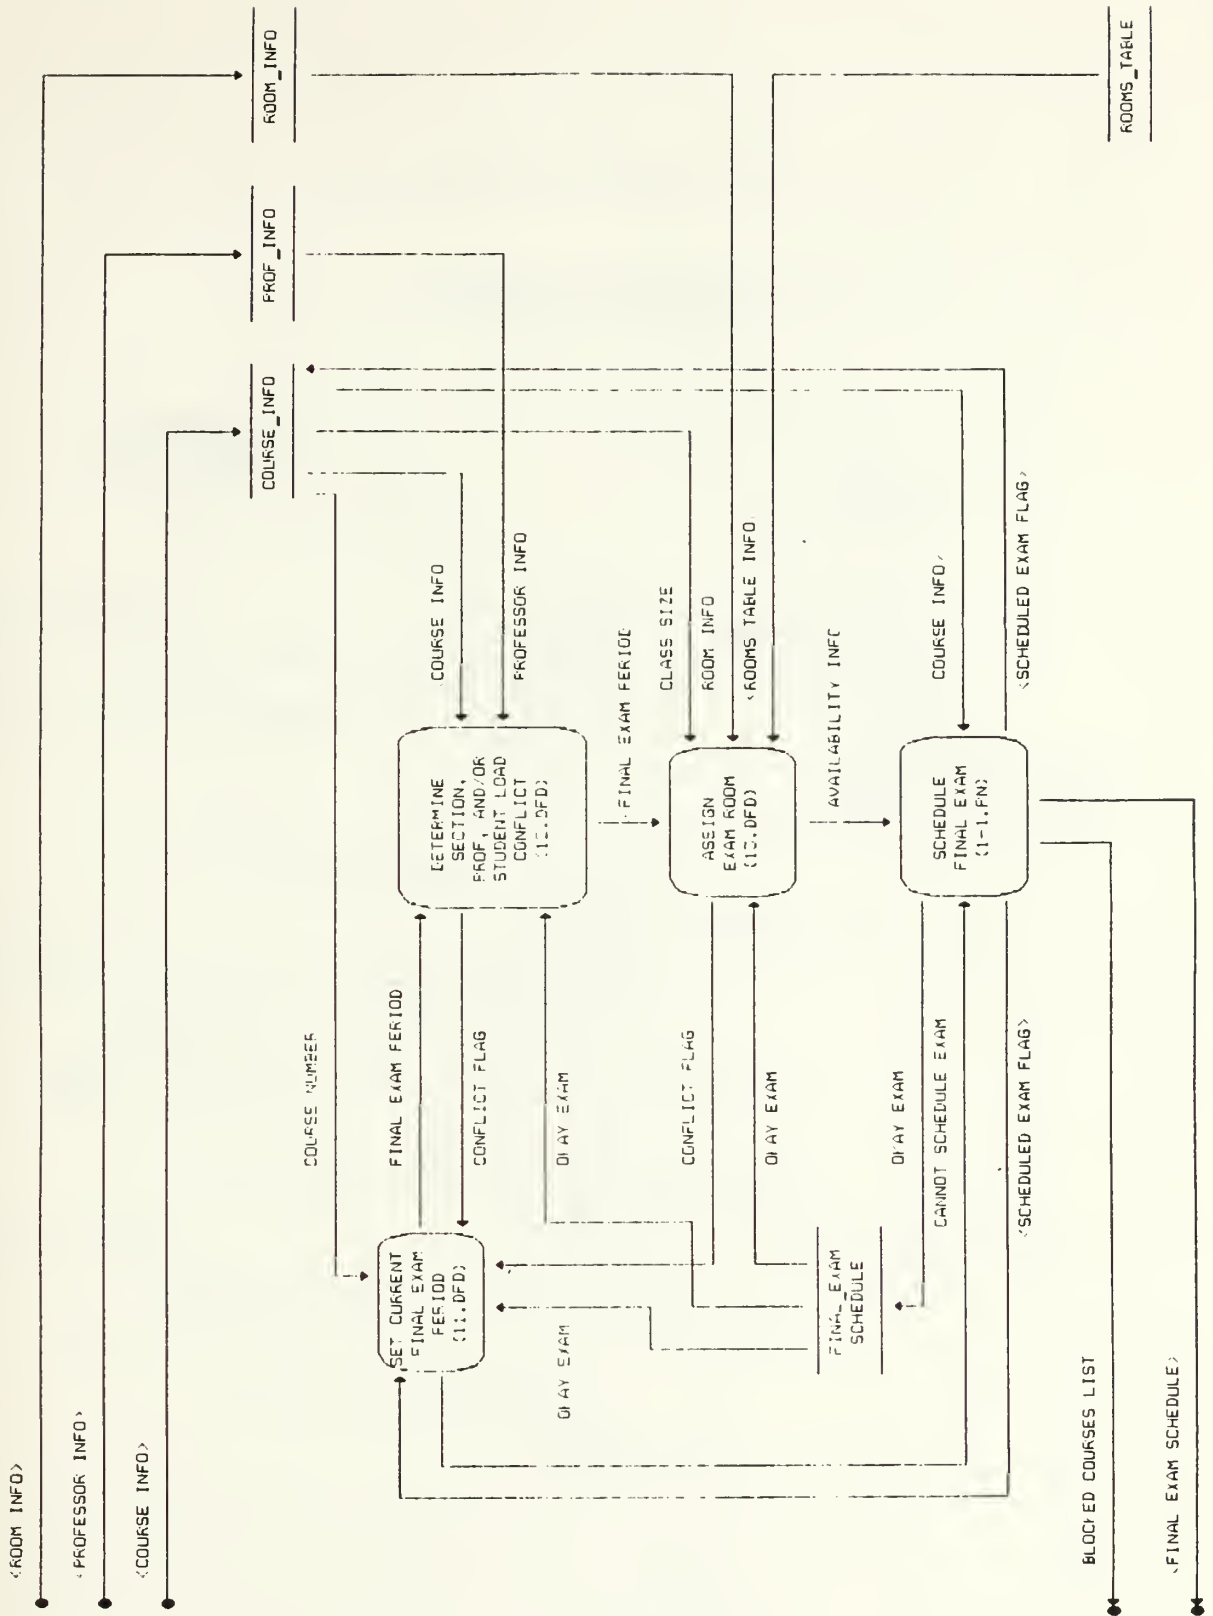 <ROOM INFO>
<PROFESSOR INFO>
<COURSE INFO>
ROOM_INFO
PROF_INFO
COURSE_INFO
COURSE NUMBER
SET CURRENT
FINAL EXAM
PERIOD
(11.DFD)
FINAL EXAM PERIOD
CONFLICT FLAG
OKAY EXAM
DETERMINE
SECTION,
PROF, AND/OR
STUDENT LOAD
CONFLICT
COURSE INFO
PROFESSOR INFO
OKAY EXAM
FINAL EXAM PERIOD
CLASS SIZE
ROOM INFO
<ROOMS TABLE INFO>
CONFLICT FLAG
OKAY EXAM
ASSIGN
EXAM ROOM
FINAL_EXAM
SCHEDULE
AVAILABILITY INFO
OKAY EXAM
CANNOT SCHEDULE EXAM
<SCHEDULED EXAM FLAG>
SCHEDULE
FINAL EXAM
COURSE INFO>
<SCHEDULED EXAM FLAG>
BLOCKED COURSES LIST
<FINAL EXAM SCHEDULE>
ROOMS_TABLE